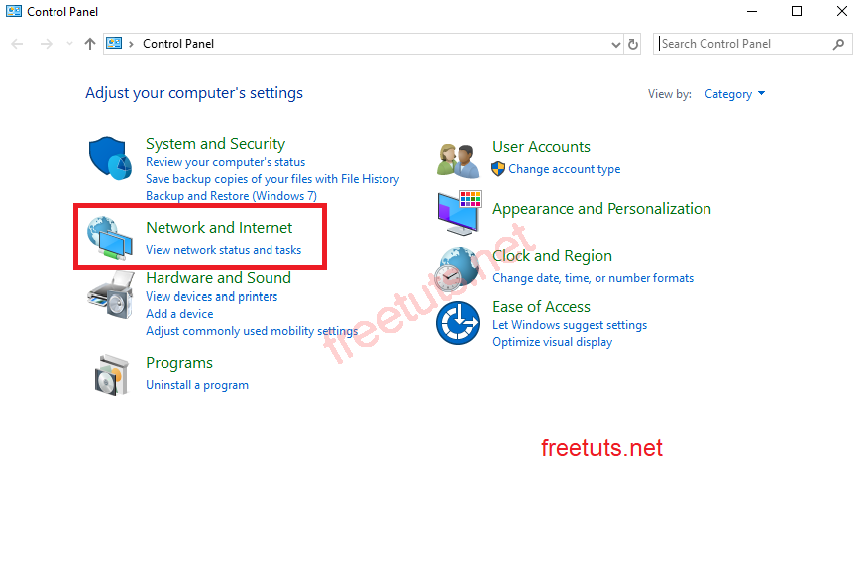 Control Panel
Control Panel
Search Control Panel
Adjust your computer's settings
View by: Category
System and Security
Review your computer's status
Save backup copies of your files with File History
Backup and Restore (Windows 7)
Network and Internet
View network status and tasks
Hardware and Sound
View devices and printers
Add a device
Adjust commonly used mobility settings
Programs
Uninstall a program
User Accounts
Change account type
Appearance and Personalization
Clock and Region
Change date, time, or number formats
Ease of Access
Let Windows suggest settings
Optimize visual display
freetuts.net
freetuts.net